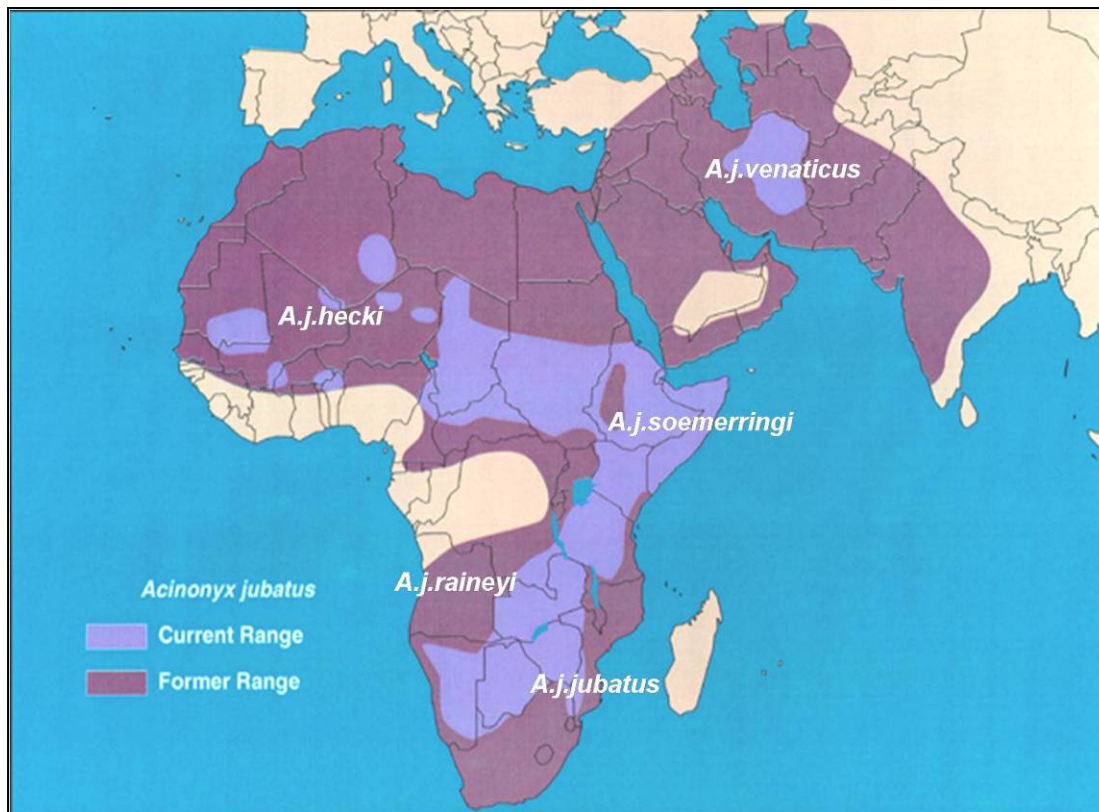 A.j.venaticus
A.j.hecki
A.j.soemerringi
A.j.raineyi
Acinonyx jubatus
Current Range
Former Range
A.j.jubatus